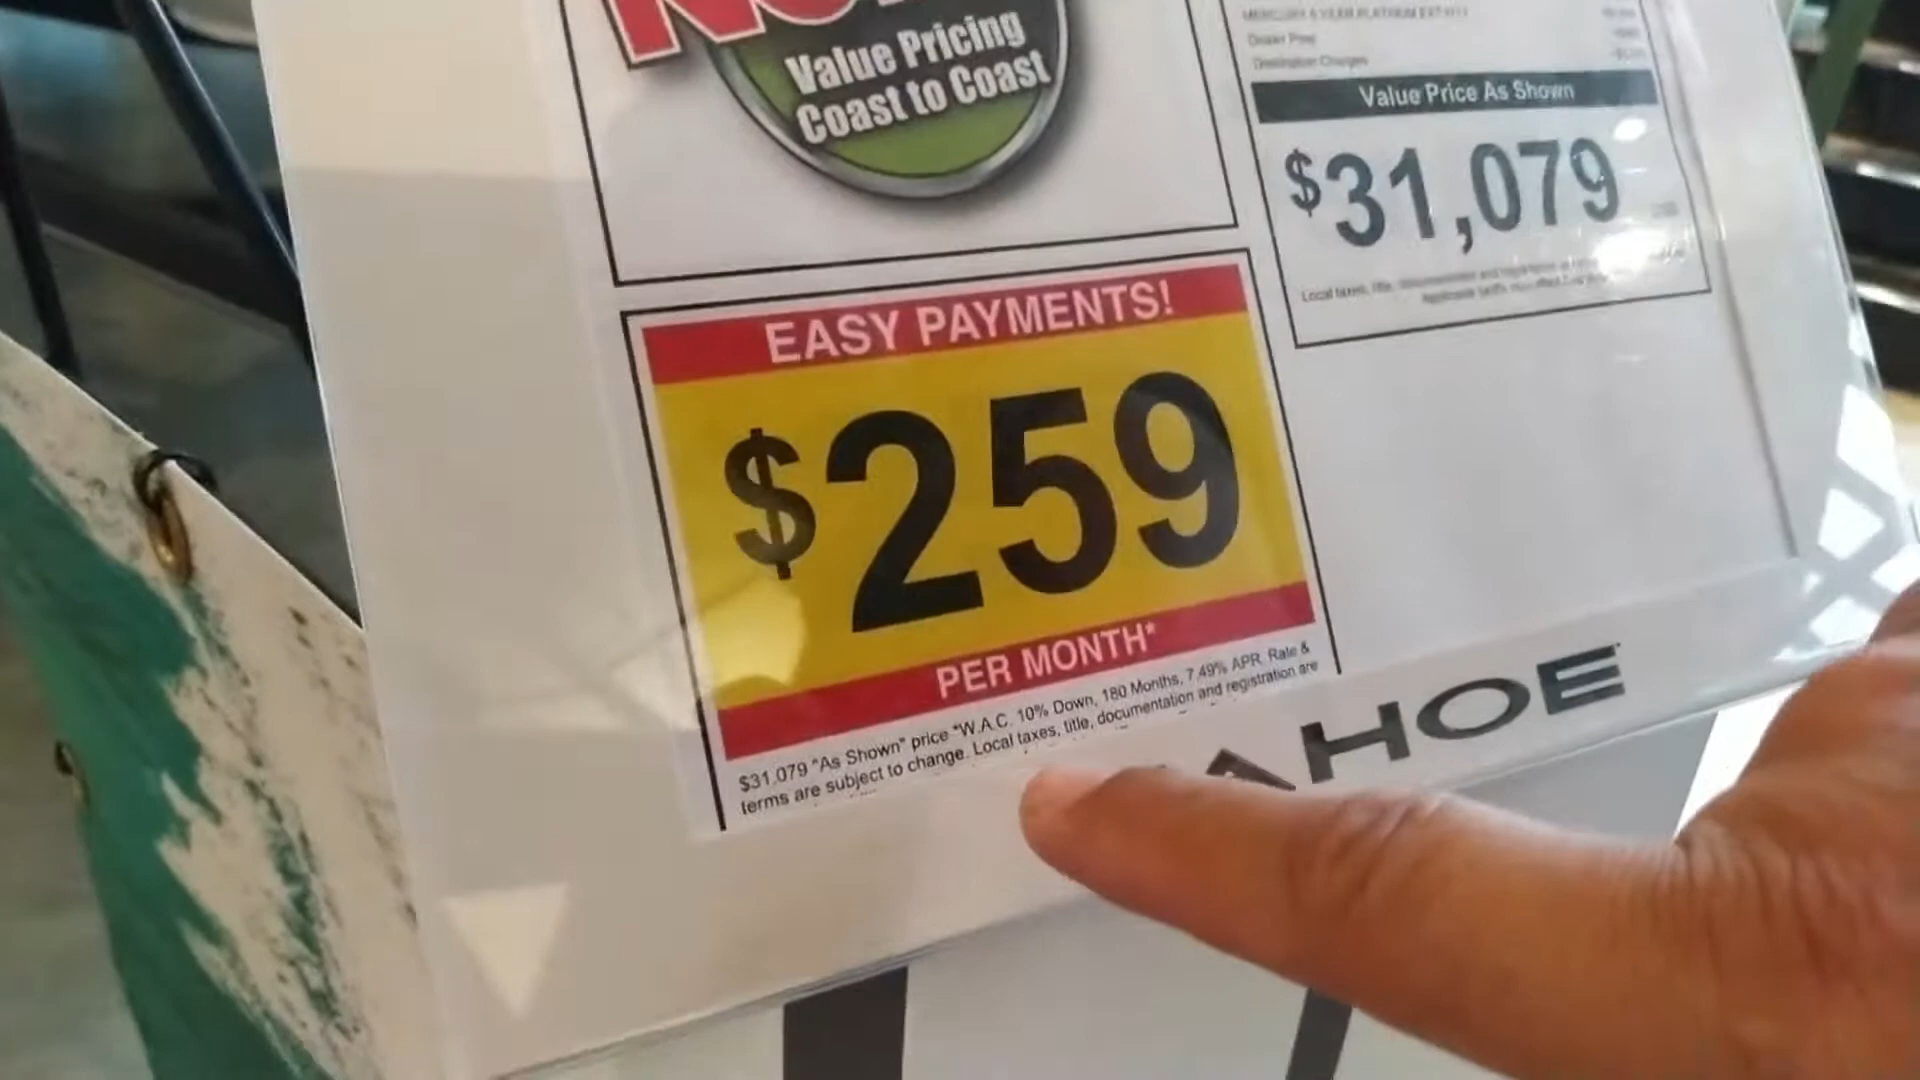 Value Pricing
Coast to Coast
Destination Charges
Value Price As Shown
$31,079
EASY PAYMENTS!
$259
PER MONTH*
$31,079 "As Shown" price *W.A.C. 10% Down, 180 Months, 7.49% APR. Rate &
terms are subject to change. Local taxes, title, documentation and registration are
AHOE